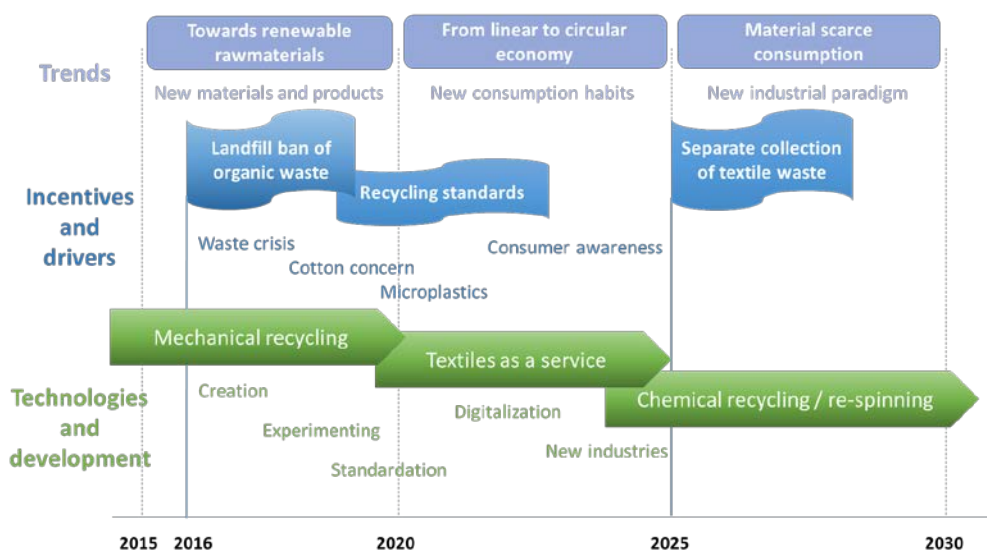 Towards renewable
rawmaterials
From linear to circular
economy
Material scarce
consumption
Trends
New materials and products
New consumption habits
New industrial paradigm
Landfill ban of
organic waste
Recycling standards
Separate collection
of textile waste
Incentives
and
drivers
Waste crisis
Cotton concern
Microplastics
Consumer awareness
Mechanical recycling
Textiles as a service
Chemical recycling / re-spinning
Technologies
and
development
Creation
Experimenting
Standardation
Digitalization
New industries
2015
2016
2020
2025
2030